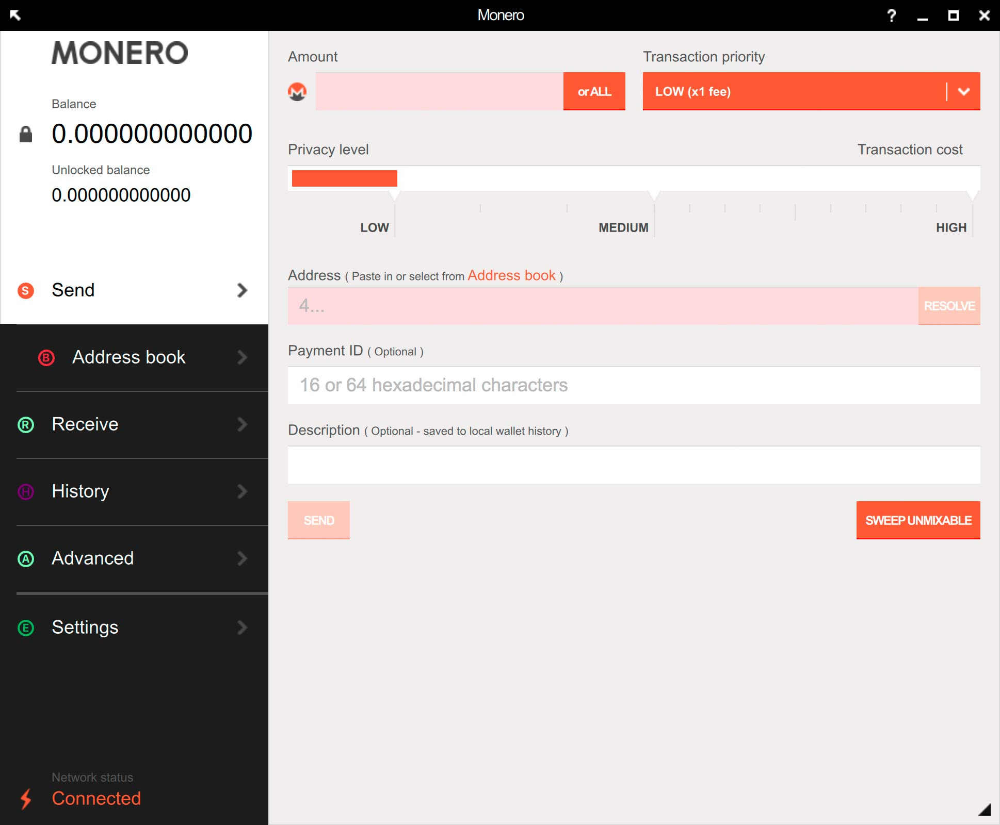 Monero
?
MONERO
Balance
0.000000000000
Unlocked balance
0.000000000000
S Send
B Address book
R Receive
H History
A Advanced
E Settings
Network status
Connected
Amount
or ALL
Transaction priority
LOW (x1 fee)
Privacy level
Transaction cost
LOW
MEDIUM
HIGH
Address ( Paste in or select from Address book )
4...
RESOLVE
Payment ID ( Optional )
16 or 64 hexadecimal characters
Description ( Optional - saved to local wallet history )
SEND
SWEEP UNMIXABLE